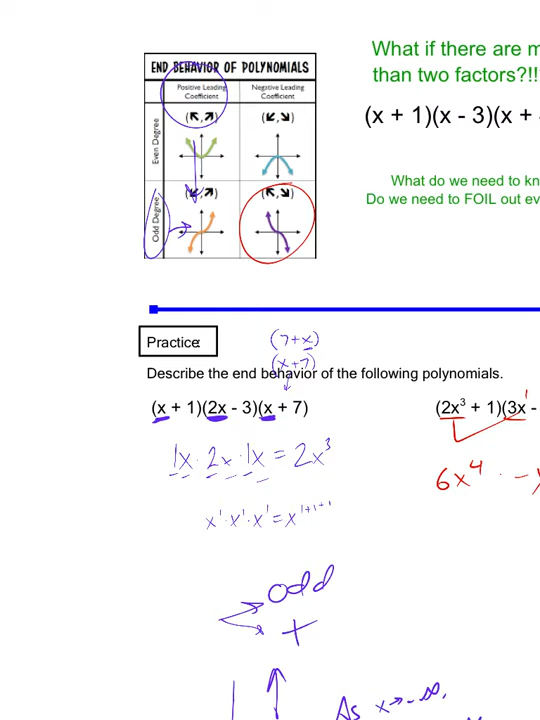 What if there are m
than two factors?!!
END BEHAVIOR OF POLYNOMIALS
Positive Leading Coefficient
Negative Leading Coefficient
Even Degree
(↖,↗)
(↙,↘)
Odd Degree
(↙,↗)
(↖,↘)
(x + 1)(x - 3)(x +
What do we need to kn
Do we need to FOIL out ev
Practice:
(7+x)
(x+7)
Describe the end behavior of the following polynomials.
(x + 1)(2x - 3)(x + 7)
(2x³ + 1)(3x¹ -
1x · 2x · 1x = 2x³
6x⁴ · -
x¹ · x¹ · x¹ = x¹⁺¹⁺¹
odd
+
As x→-∞,